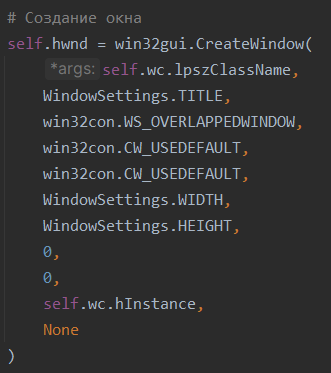 # Создание окна
self.hwnd = win32gui.CreateWindow(
*args: self.wc.lpszClassName,
WindowSettings.TITLE,
win32con.WS_OVERLAPPEDWINDOW,
win32con.CW_USEDEFAULT,
win32con.CW_USEDEFAULT,
WindowSettings.WIDTH,
WindowSettings.HEIGHT,
0,
0,
self.wc.hInstance,
None
)